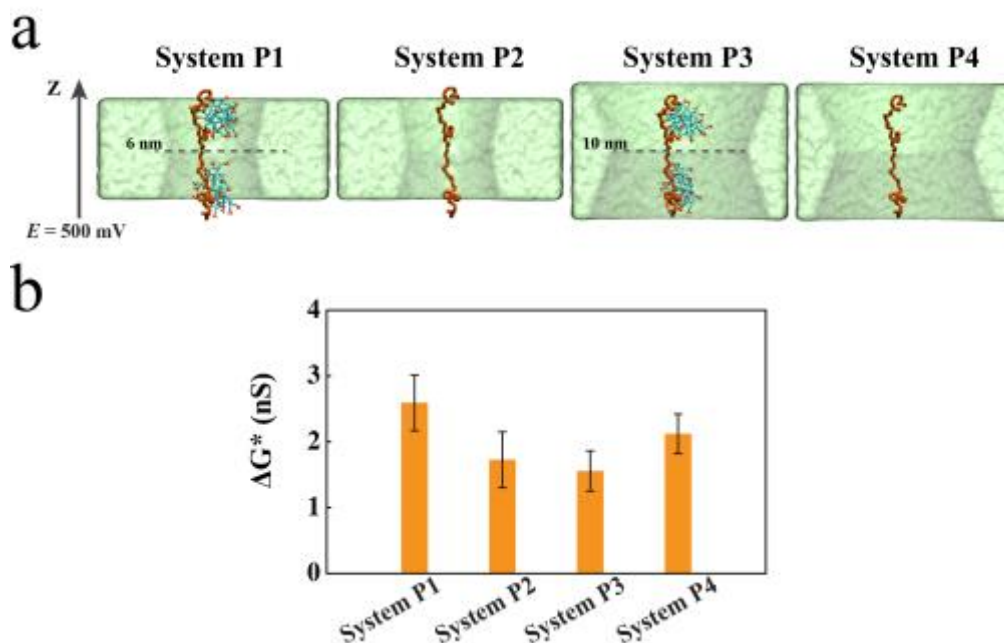 a
System P1 System P2 System P3 System P4
Z
6 nm
10 nm
E = 500 mV
b
4
3
2
1
0
ΔG* (nS)
System P1 System P2 System P3 System P4